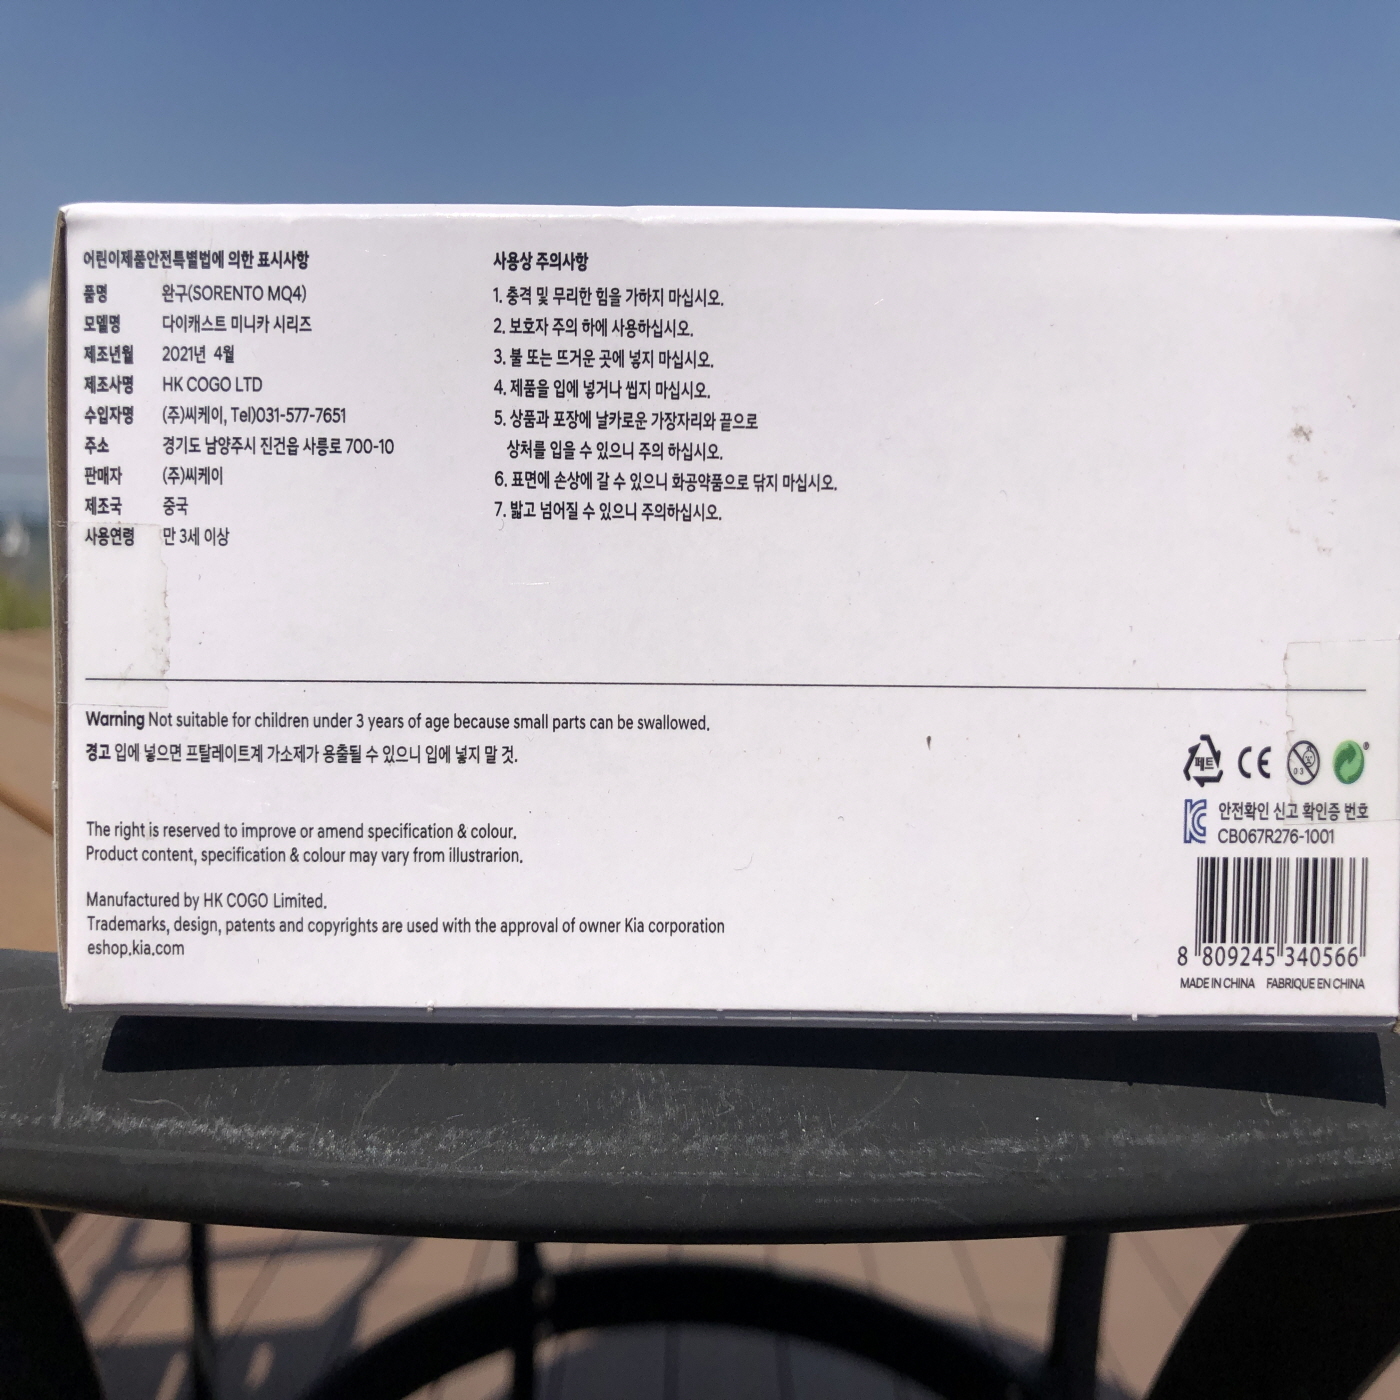 어린이제품안전특별법에 의한 표시사항
품명 완구(SORENTO MQ4)
모델명 다이캐스트 미니카 시리즈
제조년월 2021년 4월
제조사명 HK COGO LTD
수입자명 (주)씨케이, Tel)031-577-7651
주소 경기도 남양주시 진건읍 사릉로 700-10
판매자 (주)씨케이
제조국 중국
사용연령 만 3세 이상
사용상 주의사항
1. 충격 및 무리한 힘을 가하지 마십시오.
2. 보호자 주의 하에 사용하십시오.
3. 불 또는 뜨거운 곳에 넣지 마십시오.
4. 제품을 입에 넣거나 씹지 마십시오.
5. 상품과 포장에 날카로운 가장자리와 끝으로
상처를 입을 수 있으니 주의 하십시오.
6. 표면에 손상에 갈 수 있으니 화공약품으로 닦지 마십시오.
7. 밟고 넘어질 수 있으니 주의하십시오.
Warning Not suitable for children under 3 years of age because small parts can be swallowed.
경고 입에 넣으면 프탈레이트계 가소제가 용출될 수 있으니 입에 넣지 말 것.
The right is reserved to improve or amend specification & colour.
Product content, specification & colour may vary from illustrarion.
Manufactured by HK COGO Limited.
Trademarks, design, patents and copyrights are used with the approval of owner Kia corporation
eshop.kia.com
페트 CE 0-3
안전확인 신고 확인증 번호
CB067R276-1001
8 809245 340566
MADE IN CHINA FABRIQUE EN CHINA